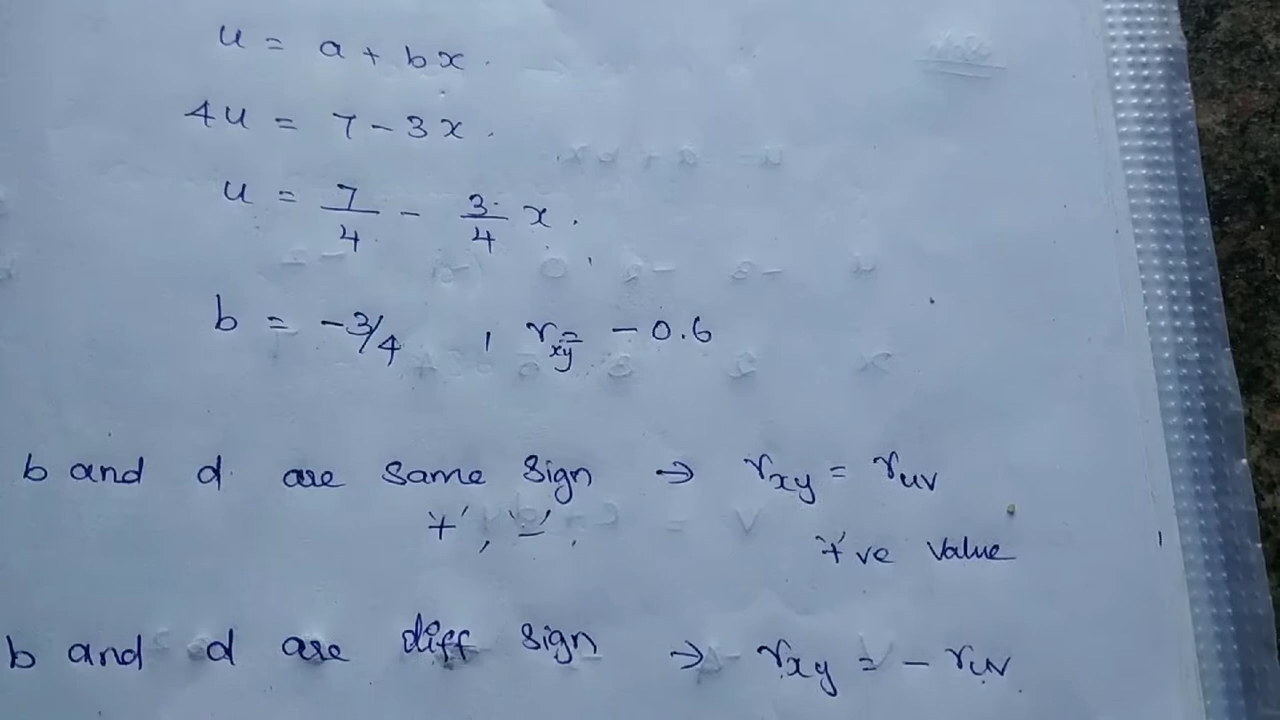 u = a + bx.
4u = 7 - 3x.
u = 7/4 - 3/4 x.
b = -3/4 , r_xy = -0.6
b and d are same sign → r_xy = r_uv
'+', '-'. '+'ve value
b and d are diff sign → r_xy = - r_uv